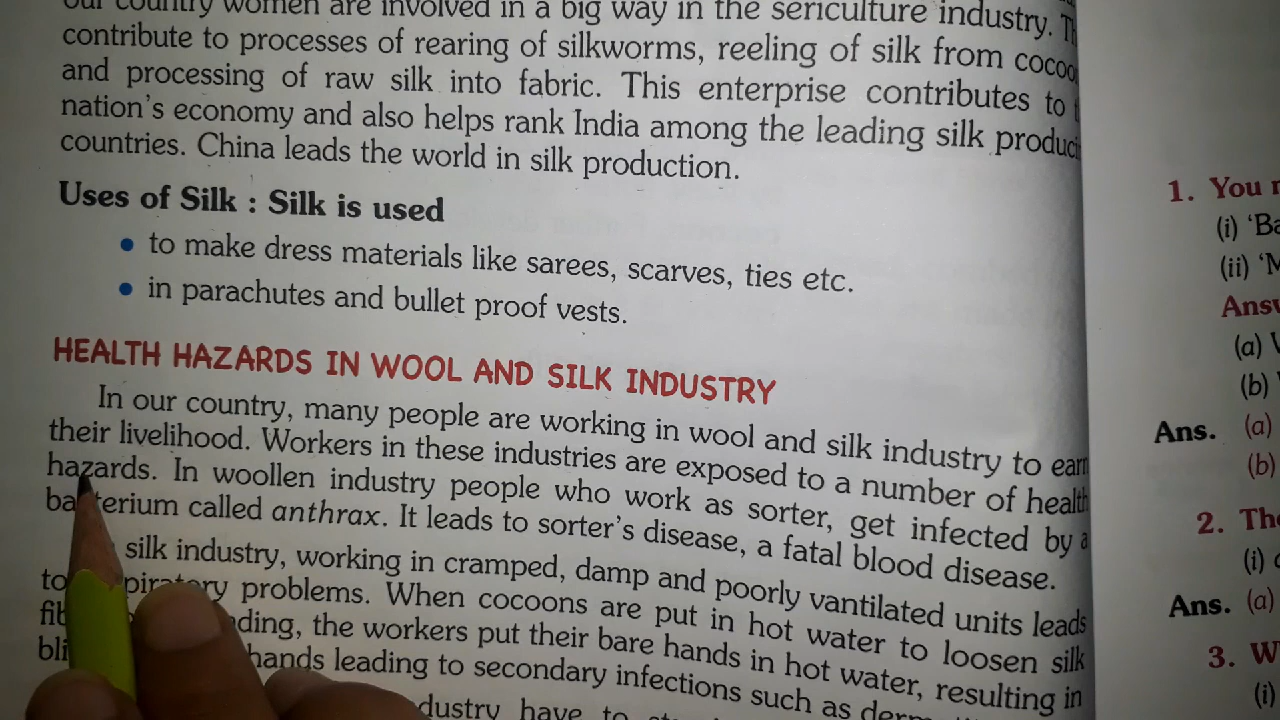 our country women are involved in a big way in the sericulture industry.
contribute to processes of rearing of silkworms, reeling of silk from
and processing of raw silk into fabric. This enterprise contributes to
nation's economy and also helps rank India among the leading silk
countries. China leads the world in silk production.
Uses of Silk : Silk is used
• to make dress materials like sarees, scarves, ties etc.
• in parachutes and bullet proof vests.
HEALTH HAZARDS IN WOOL AND SILK INDUSTRY
In our country, many people are working in wool and silk industry to earn
their livelihood. Workers in these industries are exposed to a number of health
hazards. In woollen industry people who work as sorter, get infected by a
bacterium called anthrax. It leads to sorter's disease, a fatal blood disease.
silk industry, working in cramped, damp and poorly vantilated units leads
to problems. When cocoons are put in hot water to loosen silk
the workers put their bare hands in hot water, resulting in
hands leading to secondary infections such as
have to
1. You
(i)
(ii)
(a)
(b)
Ans. (a)
(b)
2.
(i)
Ans. (a)
3.
(i)